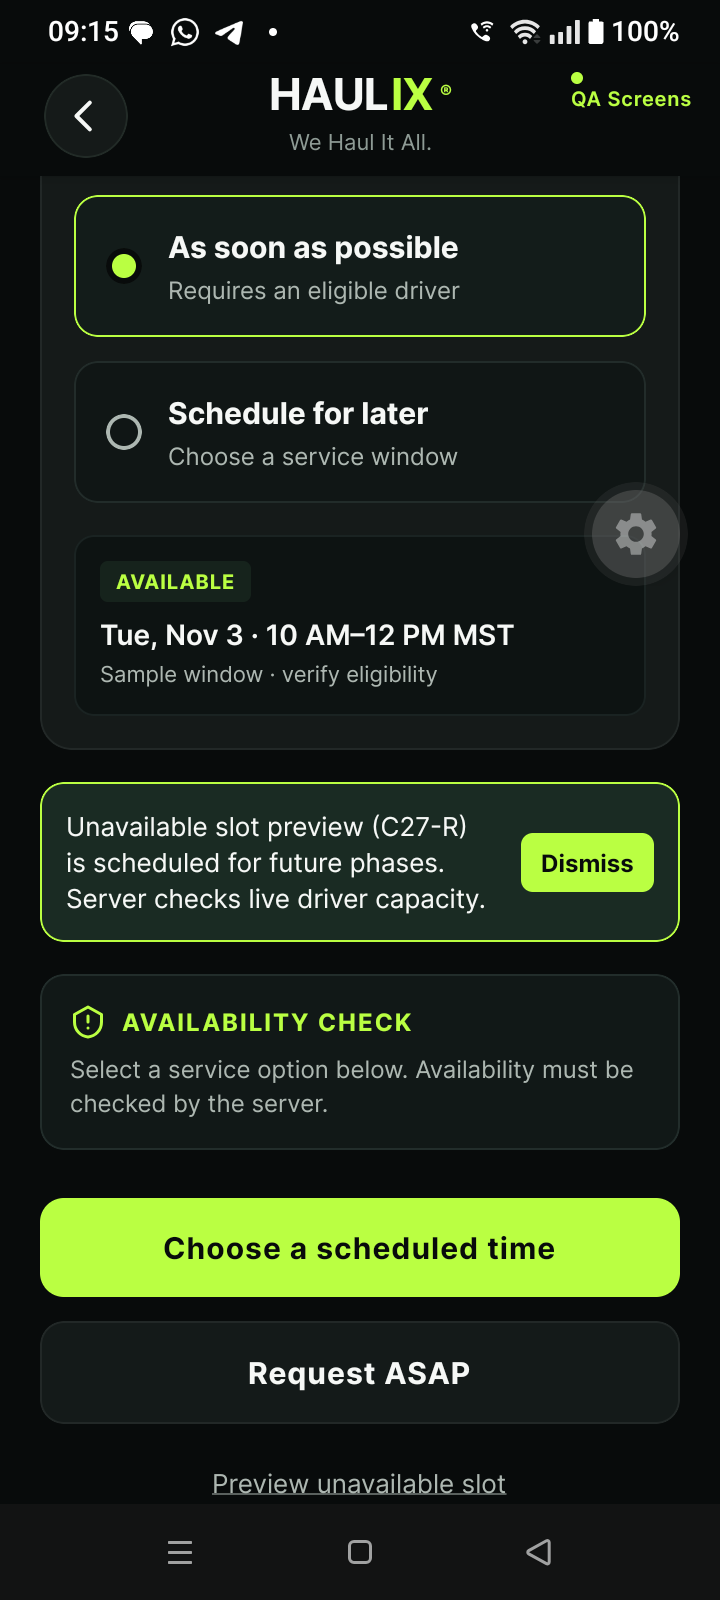 09:15
100%
HAULIX ®
We Haul It All.
QA Screens
As soon as possible
Requires an eligible driver
Schedule for later
Choose a service window
AVAILABLE
Tue, Nov 3 · 10 AM–12 PM MST
Sample window · verify eligibility
Unavailable slot preview (C27-R)
is scheduled for future phases.
Server checks live driver capacity.
Dismiss
AVAILABILITY CHECK
Select a service option below. Availability must be
checked by the server.
Choose a scheduled time
Request ASAP
Preview unavailable slot